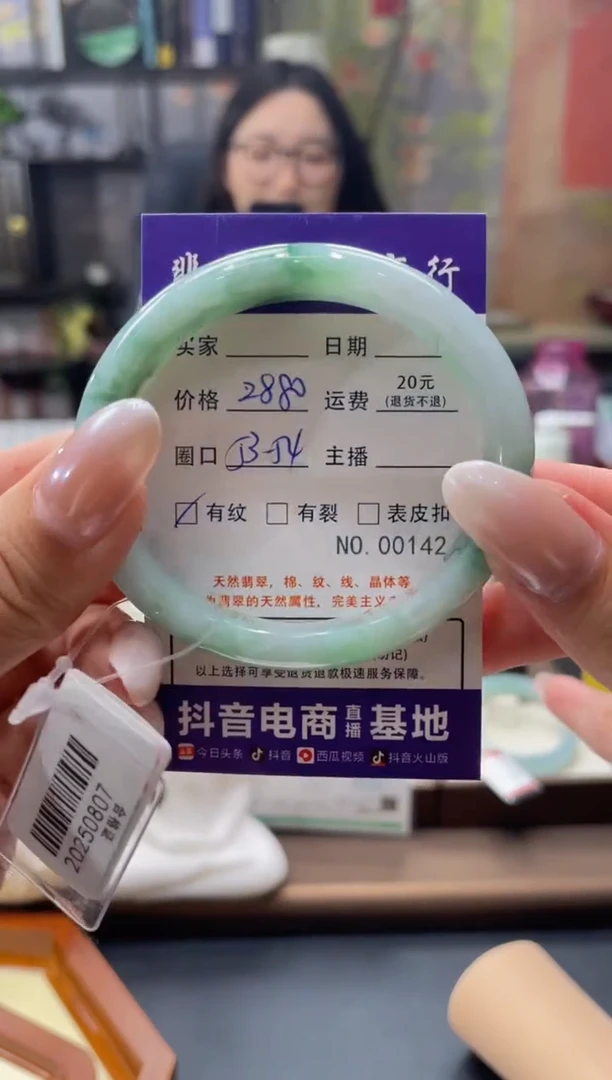 行
买家 日期
价格 2880 运费 20元
(退货不退)
圈口 主播
有纹 有裂 表皮扣
NO.00142
天然翡翠，棉、纹、线、晶体等
翡翠的天然属性，完美主义
以上选择可享受退货退款极速服务保障。
抖音电商 直播 基地
今日头条 抖音 西瓜视频 抖音火山版
合格证
20250807